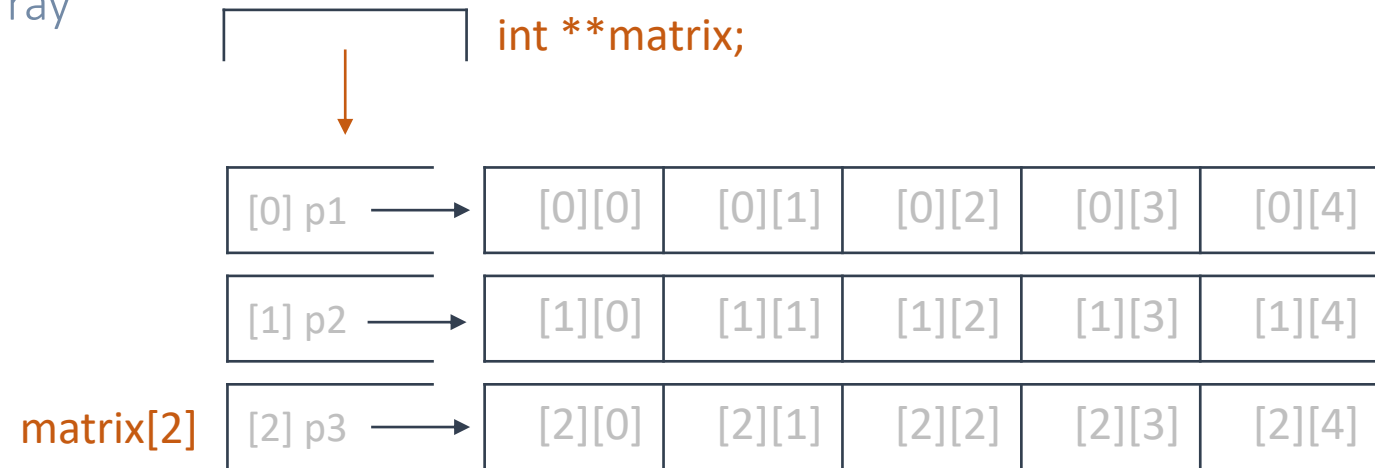 ray
int **matrix;
[0] p1 [0][0] [0][1] [0][2] [0][3] [0][4]
[1] p2 [1][0] [1][1] [1][2] [1][3] [1][4]
matrix[2] [2] p3 [2][0] [2][1] [2][2] [2][3] [2][4]